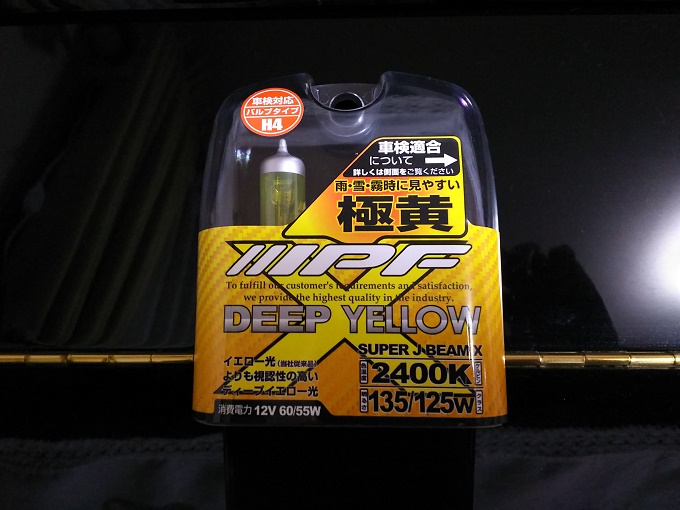 車検対応
バルブタイプ
H4
車検適合
について
詳しくは側面をご覧ください
雨・雪・霧時に見やすい
極黄
IPF
To fulfill our customer's requirements and satisfaction,
we provide the highest quality in the industry.
DEEP YELLOW
SUPER J BEAM X
イエロー光(当社従来品)
よりも視認性の高い
ディープイエロー光
2400K
135/125W
消費電力 12V 60/55W